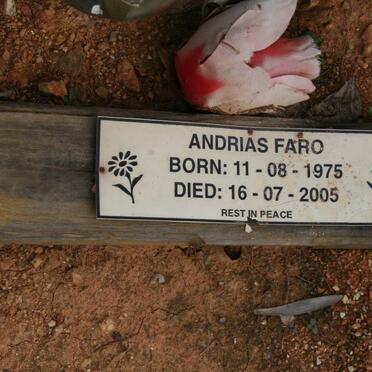 ANDRIAS FARO
BORN: 11 - 08 - 1975
DIED: 16 - 07 - 2005
REST IN PEACE